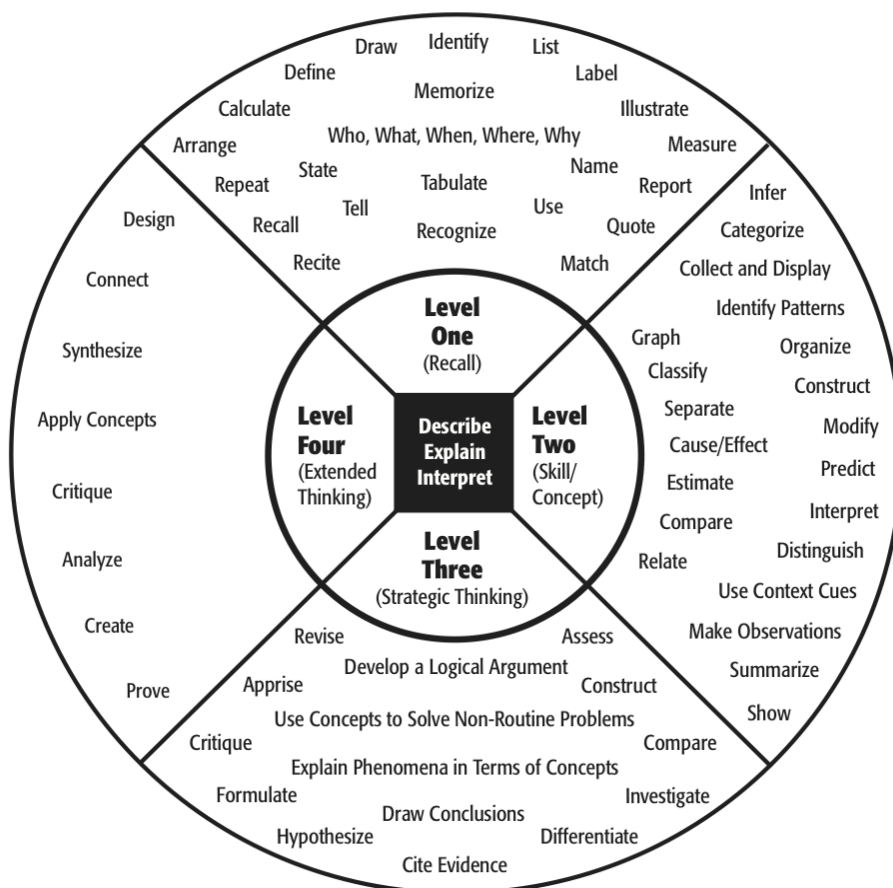 Draw
Identify
List
Define
Label
Calculate
Memorize
Illustrate
Arrange
Who, What, When, Where, Why
Measure
Repeat
State
Tabulate
Name
Report
Recall
Tell
Recognize
Use
Quote
Recite
Match
Level
One
(Recall)
Infer
Categorize
Collect and Display
Identify Patterns
Graph
Organize
Classify
Construct
Separate
Modify
Cause/Effect
Predict
Estimate
Interpret
Compare
Distinguish
Relate
Use Context Cues
Make Observations
Summarize
Show
Level
Two
(Skill/
Concept)
Describe
Explain
Interpret
Level
Three
(Strategic Thinking)
Revise
Assess
Develop a Logical Argument
Apprise
Construct
Use Concepts to Solve Non-Routine Problems
Critique
Compare
Explain Phenomena in Terms of Concepts
Formulate
Investigate
Draw Conclusions
Hypothesize
Differentiate
Cite Evidence
Level
Four
(Extended
Thinking)
Design
Connect
Synthesize
Apply Concepts
Critique
Analyze
Create
Prove